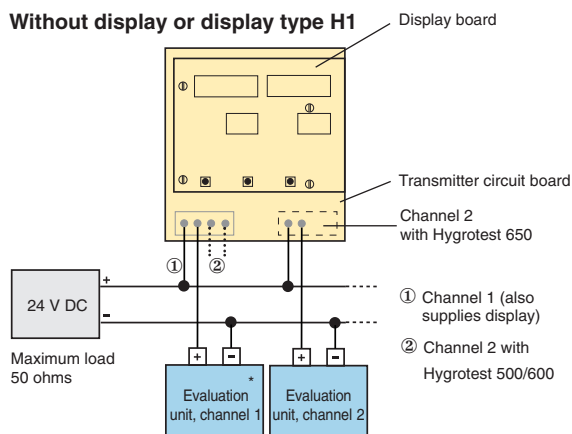 Without display or display type H1
Display board
Transmitter circuit board
Channel 2
with Hygrotest 650
①
②
+
24 V DC
-
Maximum load
50 ohms
① Channel 1 (also
supplies display)
② Channel 2 with
Hygrotest 500/600
+ -
+ -
*
Evaluation
unit, channel 1
Evaluation
unit, channel 2